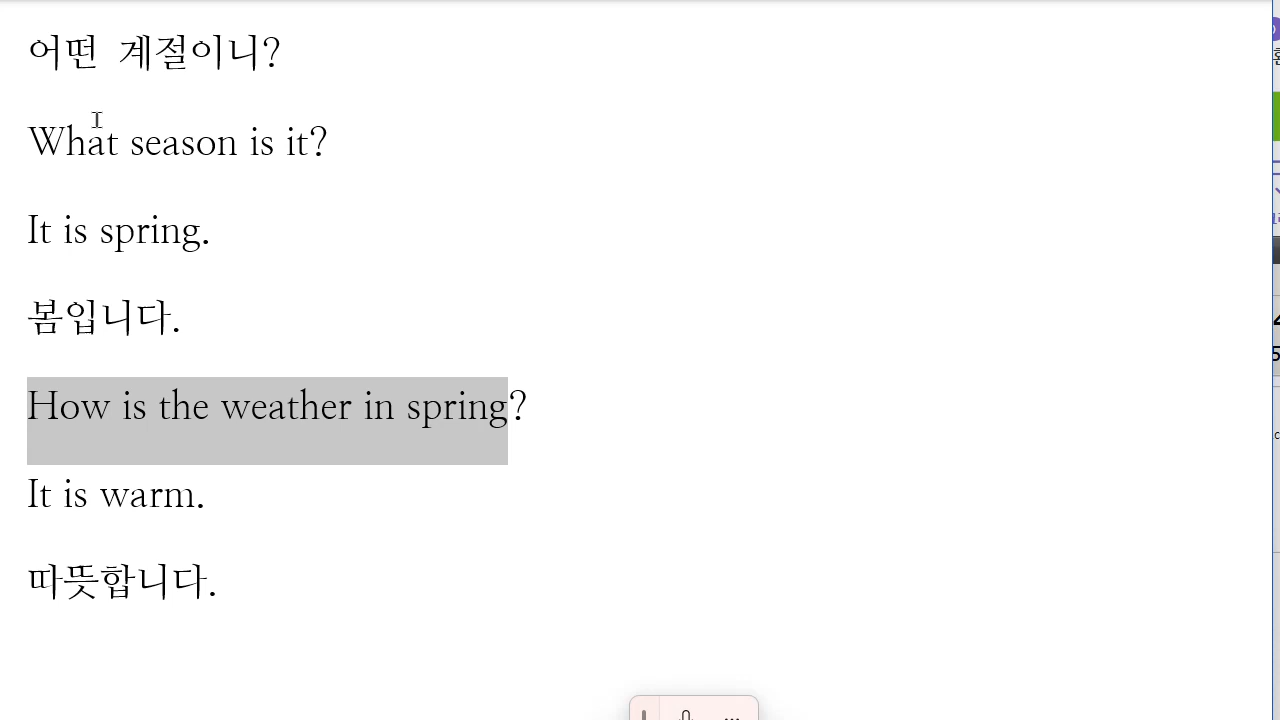 어떤 계절이니?
What season is it?
It is spring.
봄입니다.
How is the weather in spring?
It is warm.
따뜻합니다.